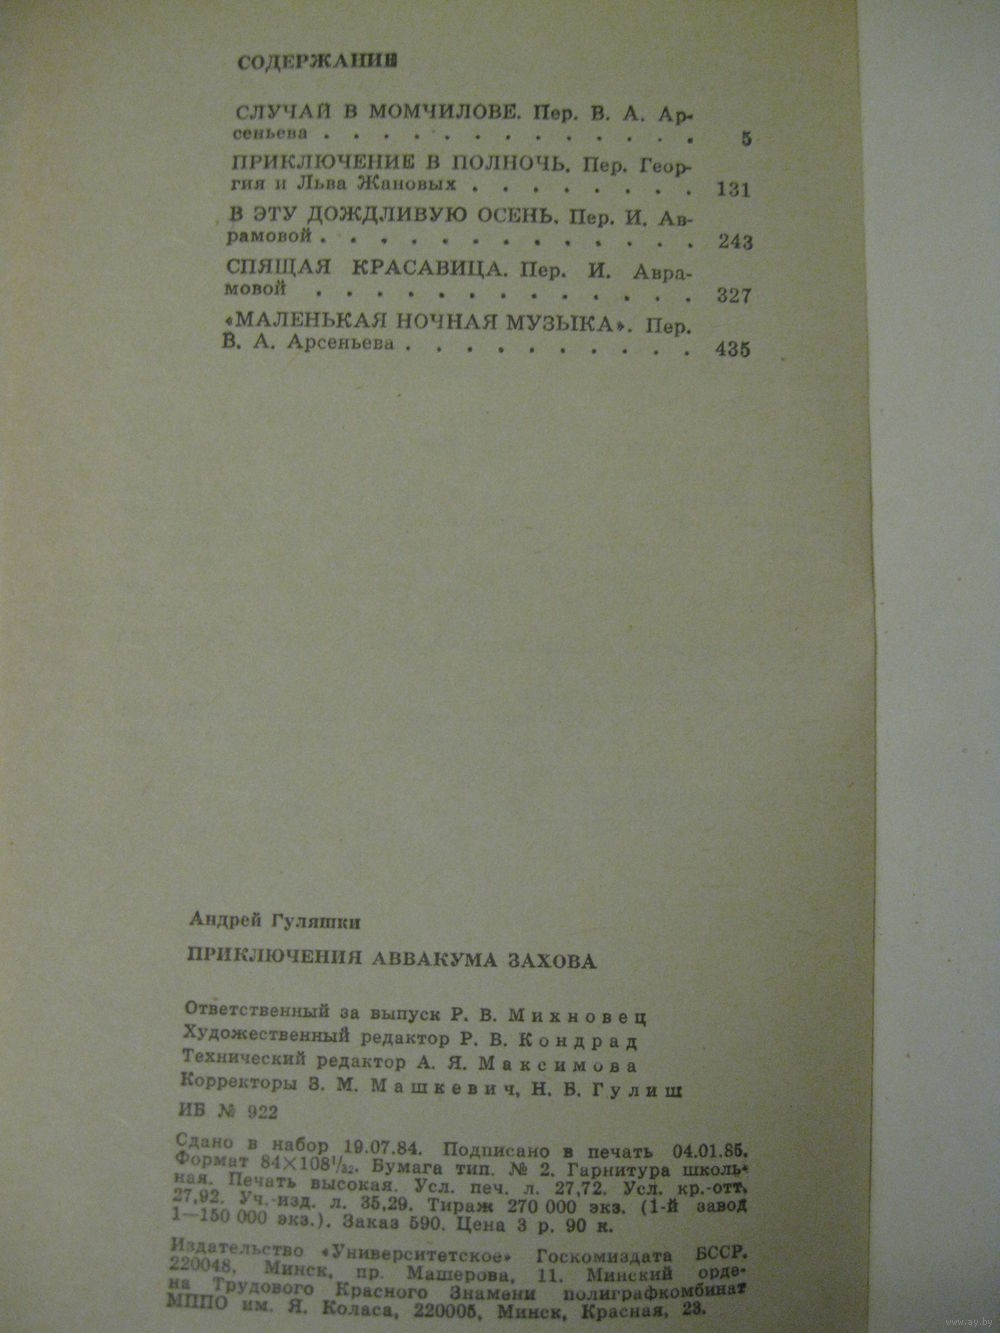 СОДЕРЖАНИЕ
СЛУЧАЙ В МОМЧИЛОВЕ. Пер. В. А. Ар-
сеньева . . . . . . . . . . . . . . 5
ПРИКЛЮЧЕНИЕ В ПОЛНОЧЬ. Пер. Геор-
гия и Льва Жановых . . . . . . . . 131
В ЭТУ ДОЖДЛИВУЮ ОСЕНЬ. Пер. И. Ав-
рамовой . . . . . . . . . . . . . 243
СПЯЩАЯ КРАСАВИЦА. Пер. И. Авра-
мовой . . . . . . . . . . . . . 327
«МАЛЕНЬКАЯ НОЧНАЯ МУЗЫКА». Пер.
В. А. Арсеньева . . . . . . . . . . 435
Андрей Гуляшки
ПРИКЛЮЧЕНИЯ АВВАКУМА ЗАХОВА
Ответственный за выпуск Р. В. Михновец
Художественный редактор Р. В. Кондрад
Технический редактор А. Я. Максимова
Корректоры З. М. Машкевич, Н. Б. Гулиш
ИБ № 922
Сдано в набор 19.07.84. Подписано в печать 04.01.85.
Формат 84×108 1/32. Бумага тип. № 2. Гарнитура школь-
ная. Печать высокая. Усл. печ. л. 27,72. Усл. кр.-отт.
27,92. Уч.-изд. л. 35,29. Тираж 270 000 экз. (1-й завод
1—150 000 экз.). Заказ 590. Цена 3 р. 90 к.
Издательство «Университетское» Госкомиздата БССР.
220048, Минск, пр. Машерова, 11. Минский орде-
на Трудового Красного Знамени полиграфкомбинат
МППО им. Я. Коласа, 220005, Минск, Красная, 23.
www.ay.by